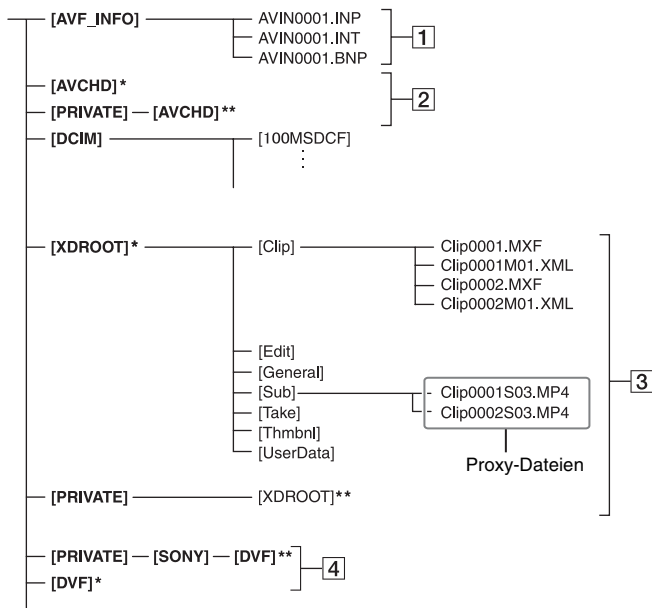 [AVF_INFO] AVIN0001.INP
AVIN0001.INT
AVIN0001.BNP
1
[AVCHD]*
[PRIVATE] [AVCHD]**
2
[DCIM] [100MSDCF]
[XDROOT]* [Clip] Clip0001.MXF
Clip0001M01.XML
Clip0002.MXF
Clip0002M01.XML
[Edit]
[General]
[Sub] Clip0001S03.MP4
[Take] Clip0002S03.MP4
[Thmbnl]
[UserData]
Proxy-Dateien
3
[PRIVATE] [XDROOT]**
[PRIVATE] [SONY] [DVF]**
[DVF]*
4